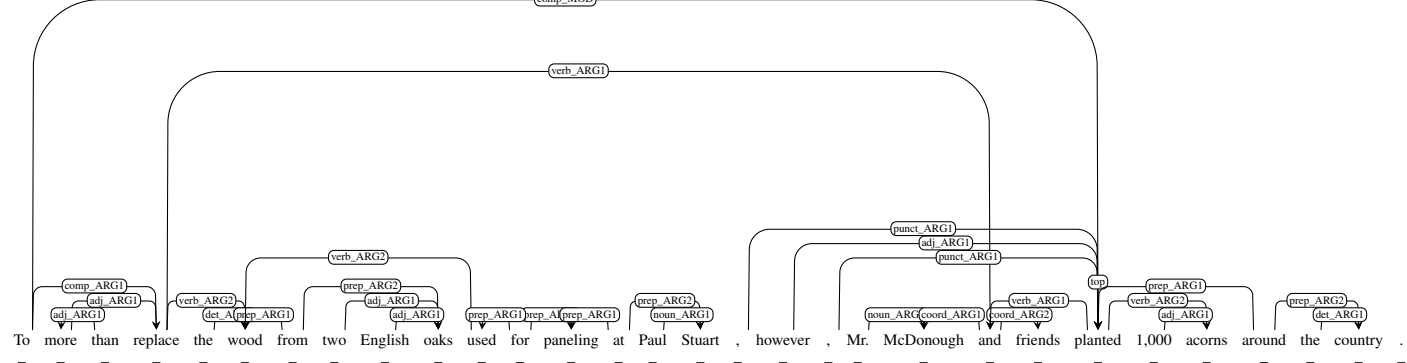 comp_MOD
verb_ARG1
punct_ARG1
adj_ARG1
verb_ARG2 punct_ARG1
top
comp_ARG1 prep_ARG2 prep_ARG1
adj_ARG1 verb_ARG2 adj_ARG1 prep_ARG2 verb_ARG1 verb_ARG2 prep_ARG2
adj_ARG1 prep_ARG1 adj_ARG1 prep_ARG1 prep_ARG1 noun_ARG1 coord_ARG1 coord_ARG2 adj_ARG1 det_ARG1
To more than replace the wood from two English oaks used for paneling at Paul Stuart , however , Mr. McDonough and friends planted 1,000 acorns around the country .